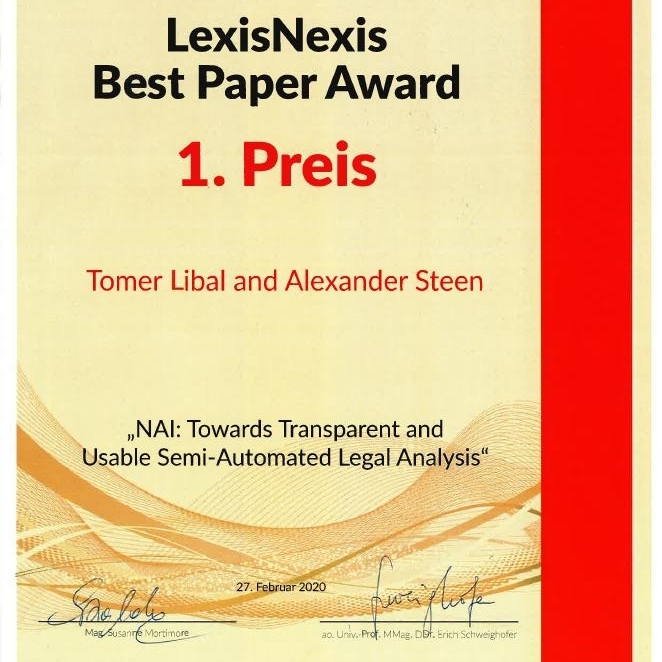 LexisNexis
Best Paper Award
1. Preis
Tomer Libal and Alexander Steen
„NAI: Towards Transparent and
Usable Semi-Automated Legal Analysis“
27. Februar 2020
Mag. Susanne Mortimore
ao. Univ.-Prof. MMag. DDr. Erich Schweighofer